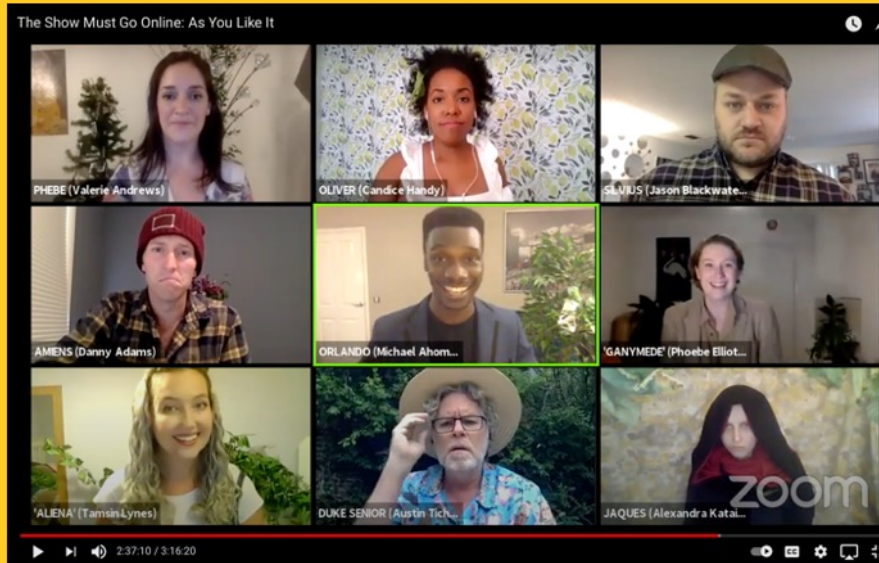 The Show Must Go Online: As You Like It
PHEBE (Valerie Andrews)
OLIVER (Candice Handy)
SILVIUS (Jason Blackwate...
AMIENS (Danny Adams)
ORLANDO (Michael Ahom...
'GANYMEDE' (Phoebe Elliot...
'ALIENA' (Tamsin Lynes)
DUKE SENIOR (Austin Tich...
JAQUES (Alexandra Katai...
zoom
2:37:10 / 3:16:20
CC